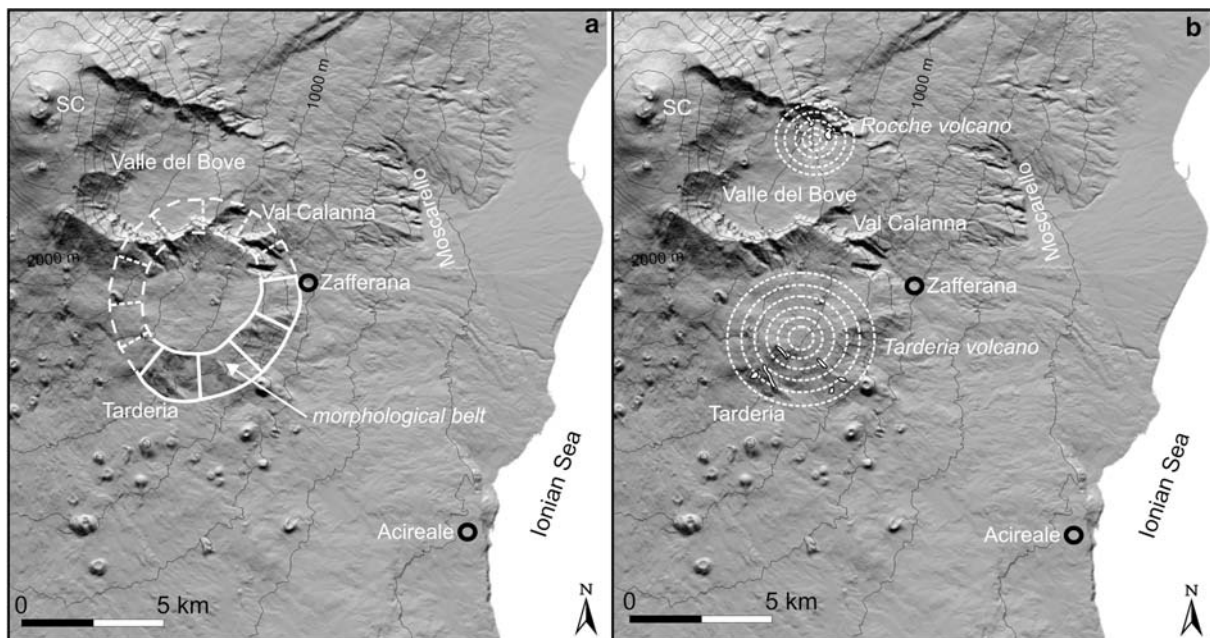 a
SC
1000 m
Valle del Bove
Val Calanna
Moscarello
2000 m
Zafferana
Tarderia
morphological belt
Ionian Sea
Acireale
0 5 km
N
b
SC
1000 m
Rocche volcano
Valle del Bove
Val Calanna
Moscarello
2000 m
Zafferana
Tarderia volcano
Tarderia
Ionian Sea
Acireale
0 5 km
N